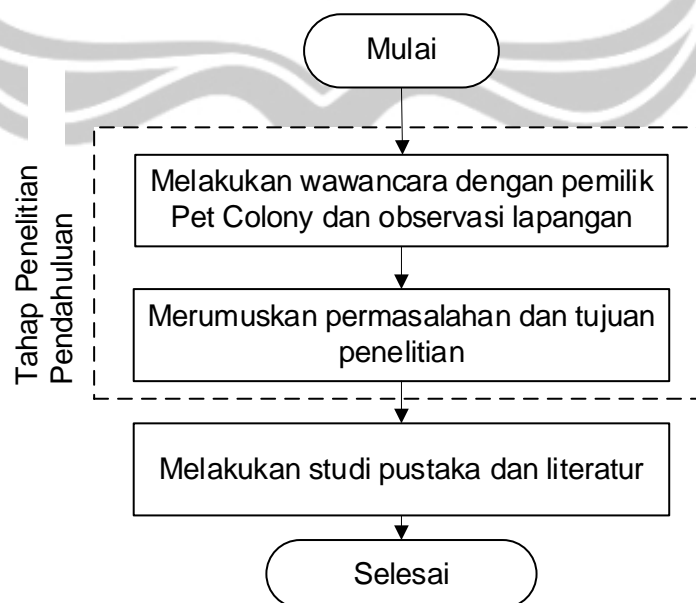 Mulai
Tahap Penelitian
Pendahuluan
Melakukan wawancara dengan pemilik
Pet Colony dan observasi lapangan
Merumuskan permasalahan dan tujuan
penelitian
Melakukan studi pustaka dan literatur
Selesai